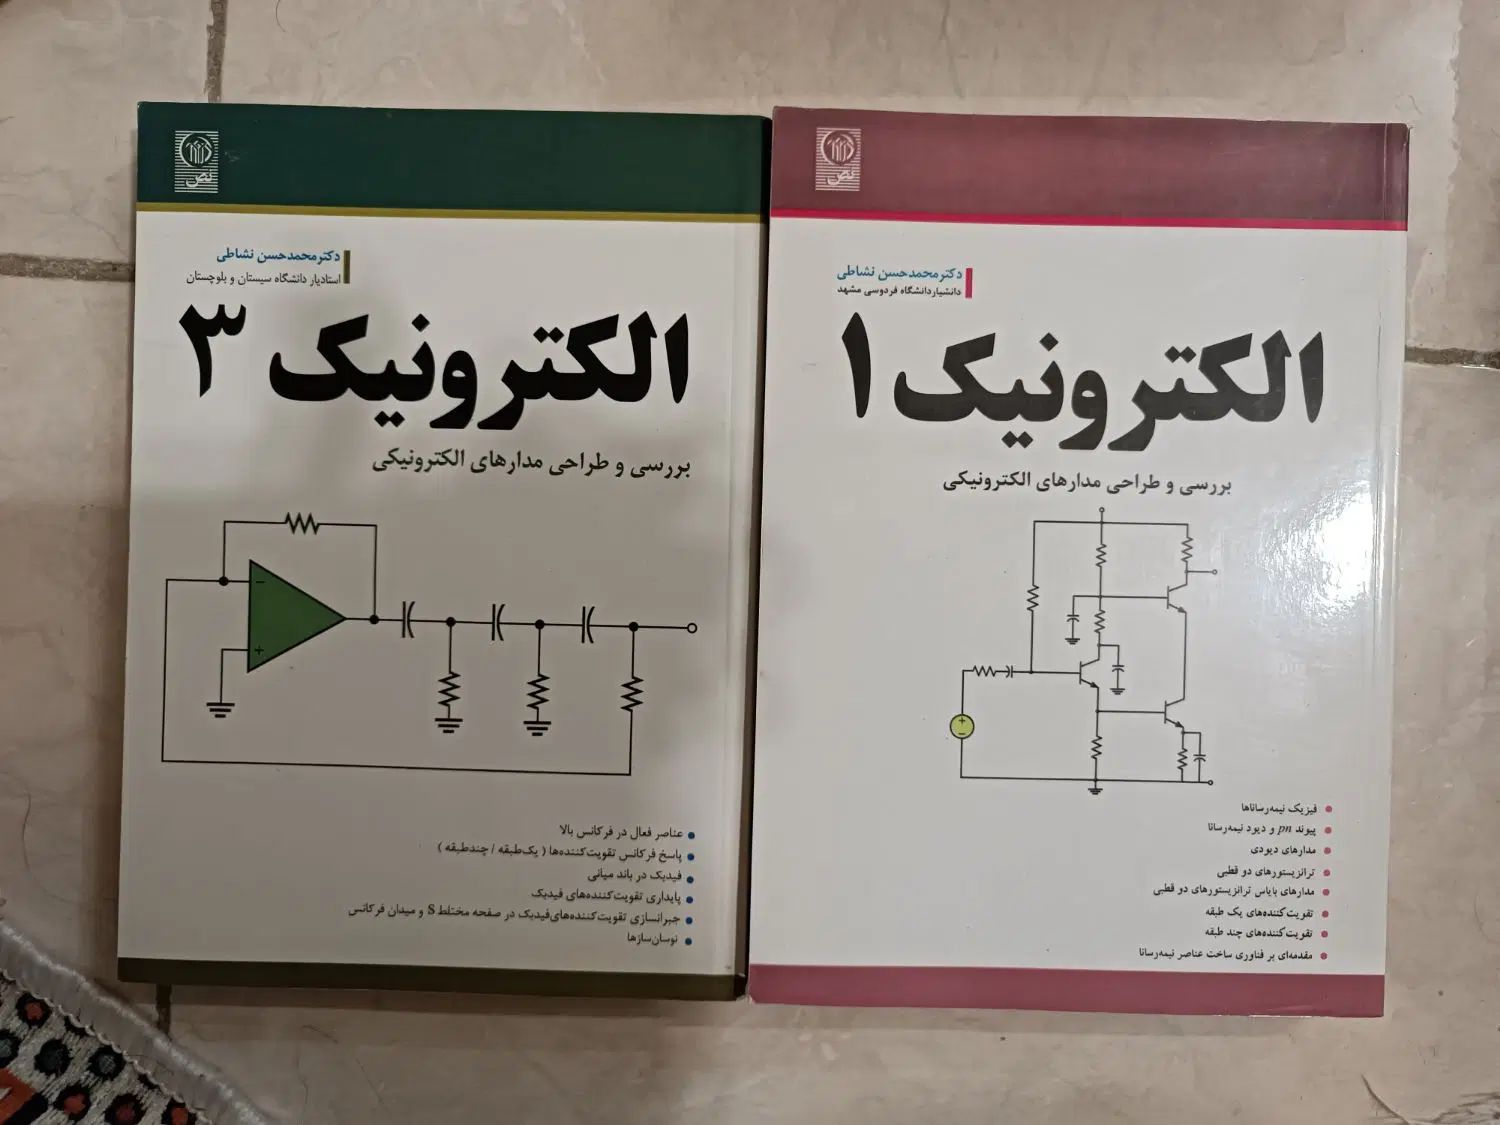 نص
دکتر محمدحسن نشاطی
استادیار دانشگاه سیستان و بلوچستان
الکترونیک ۳
بررسی و طراحی مدارهای الکترونیکی
−
+
عناصر فعال در فرکانس بالا
پاسخ فرکانس تقویت‌کننده‌ها ( یک‌طبقه / چندطبقه )
فیدبک در باند میانی
پایداری تقویت‌کننده‌های فیدبک
جبرانسازی تقویت‌کننده‌های‌فیدبک در صفحه مختلط S و میدان فرکانس
نوسان‌سازها
نص
دکتر محمدحسن نشاطی
دانشیار دانشگاه فردوسی مشهد
الکترونیک ۱
بررسی و طراحی مدارهای الکترونیکی
+
−
فیزیک نیمه‌رساناها
پیوند pn و دیود نیمه‌رسانا
مدارهای دیودی
ترانزیستورهای دو قطبی
مدارهای بایاس ترانزیستورهای دو قطبی
تقویت‌کننده‌های یک طبقه
تقویت‌کننده‌های چند طبقه
مقدمه‌ای بر فناوری ساخت عناصر نیمه‌رسانا